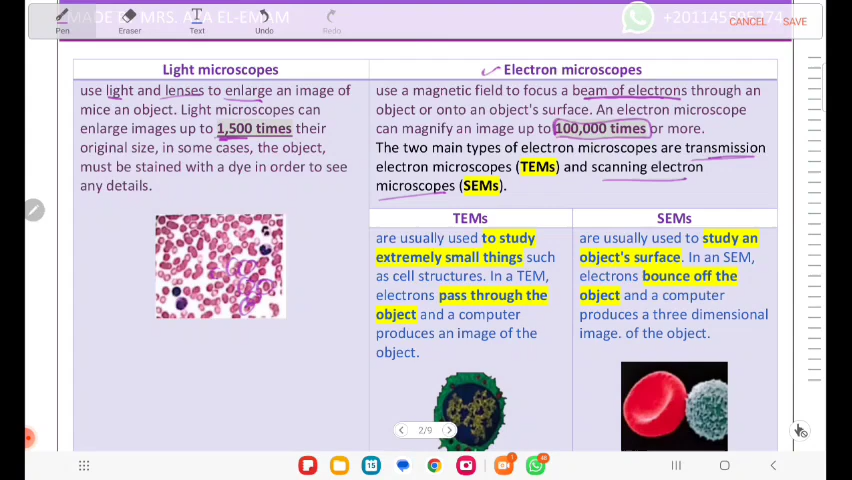 MADE BY MRS. AYA EL-EMAM
Pen
Eraser
Text
Undo
Redo
CANCEL
SAVE
Light microscopes
use light and lenses to enlarge an image of
mice an object. Light microscopes can
enlarge images up to 1,500 times their
original size, in some cases, the object,
must be stained with a dye in order to see
any details.
Electron microscopes
use a magnetic field to focus a beam of electrons through an
object or onto an object's surface. An electron microscope
can magnify an image up to 100,000 times or more.
The two main types of electron microscopes are transmission
electron microscopes (TEMs) and scanning electron
microscopes (SEMs).
TEMs
are usually used to study
extremely small things such
as cell structures. In a TEM,
electrons pass through the
object and a computer
produces an image of the
object.
SEMs
are usually used to study an
object's surface. In an SEM,
electrons bounce off the
object and a computer
produces a three dimensional
image. of the object.
2/9